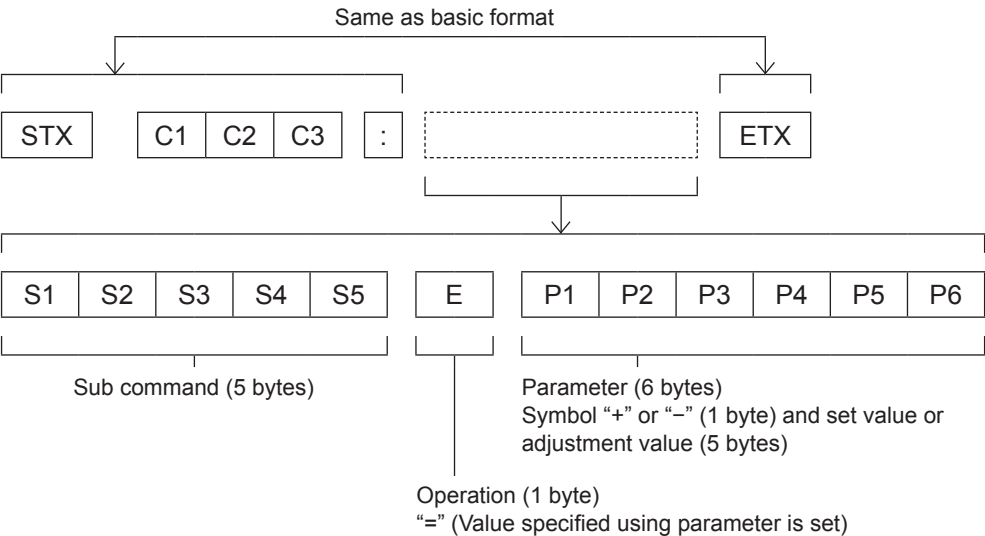 Same as basic format
STX C1 C2 C3 : ETX
S1 S2 S3 S4 S5 E P1 P2 P3 P4 P5 P6
Sub command (5 bytes)
Parameter (6 bytes)
Symbol “+” or “−” (1 byte) and set value or
adjustment value (5 bytes)
Operation (1 byte)
“=” (Value specified using parameter is set)